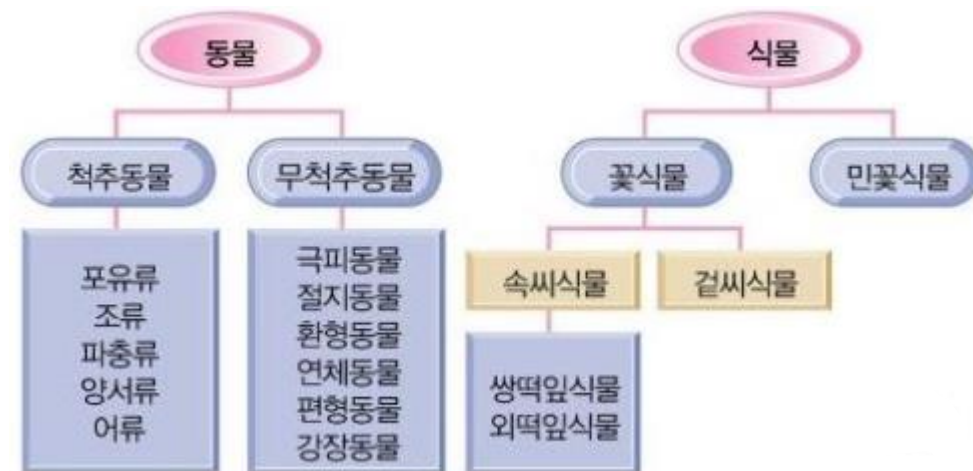 동물
식물
척추동물
무척추동물
꽃식물
민꽃식물
포유류
조류
파충류
양서류
어류
극피동물
절지동물
환형동물
연체동물
편형동물
강장동물
속씨식물
겉씨식물
쌍떡잎식물
외떡잎식물